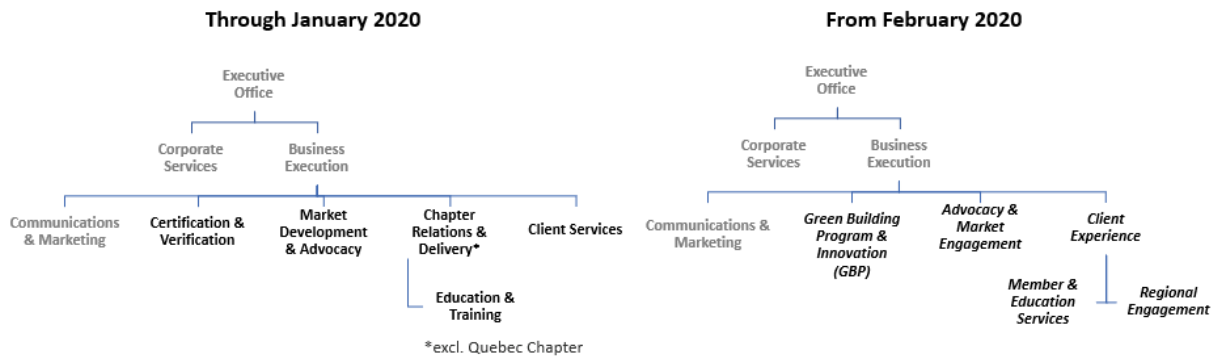 Through January 2020
Executive
Office
Corporate
Services
Business
Execution
Communications
& Marketing
Certification &
Verification
Market
Development
& Advocacy
Chapter
Relations &
Delivery*
Client Services
Education &
Training
*excl. Quebec Chapter
From February 2020
Executive
Office
Corporate
Services
Business
Execution
Communications
& Marketing
Green Building
Program &
Innovation
(GBP)
Advocacy &
Market
Engagement
Client
Experience
Member &
Education
Services
Regional
Engagement